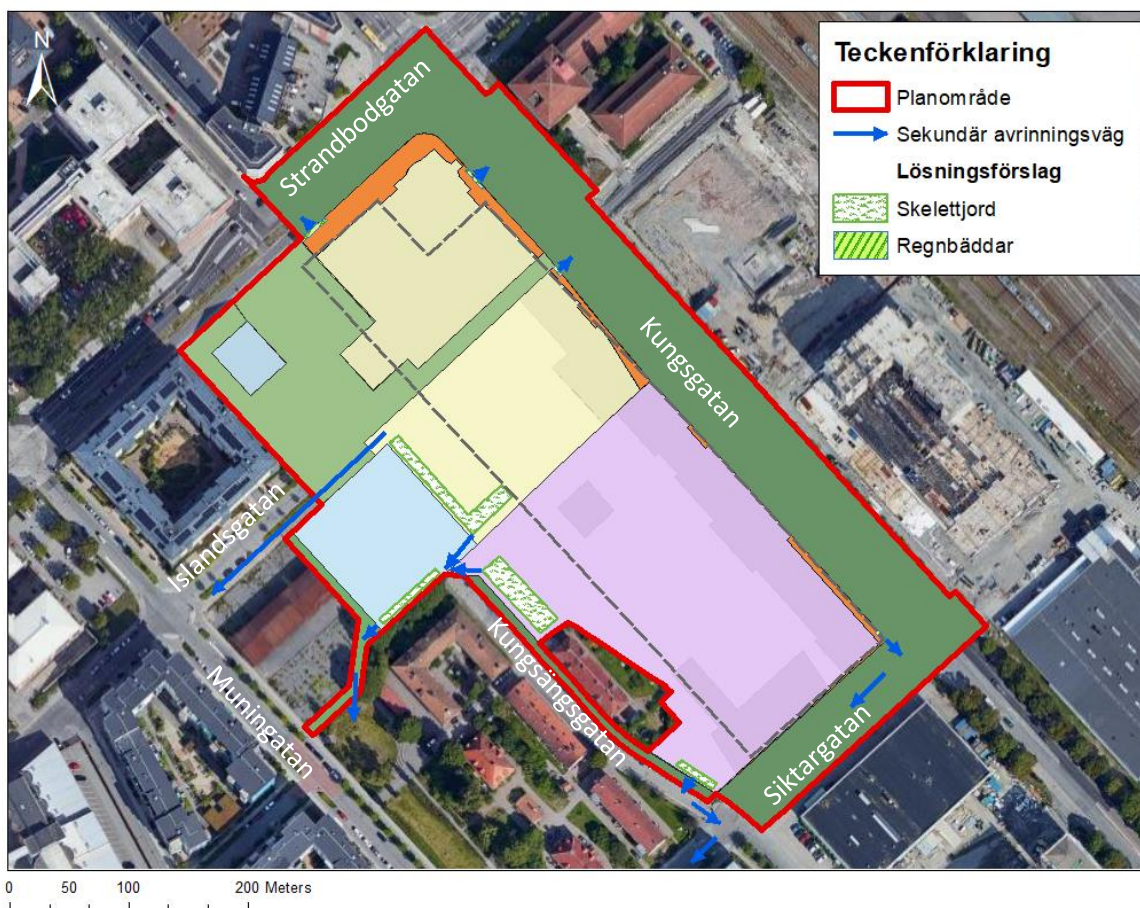 N
Strandbodgatan
Kungsgatan
Islandsgatan
Kungsängsgatan
Muningatan
Siktargatan
Teckenförklaring
Planområde
Sekundär avrinningsväg
Lösningsförslag
Skelettjord
Regnbäddar
0 50 100 200 Meters